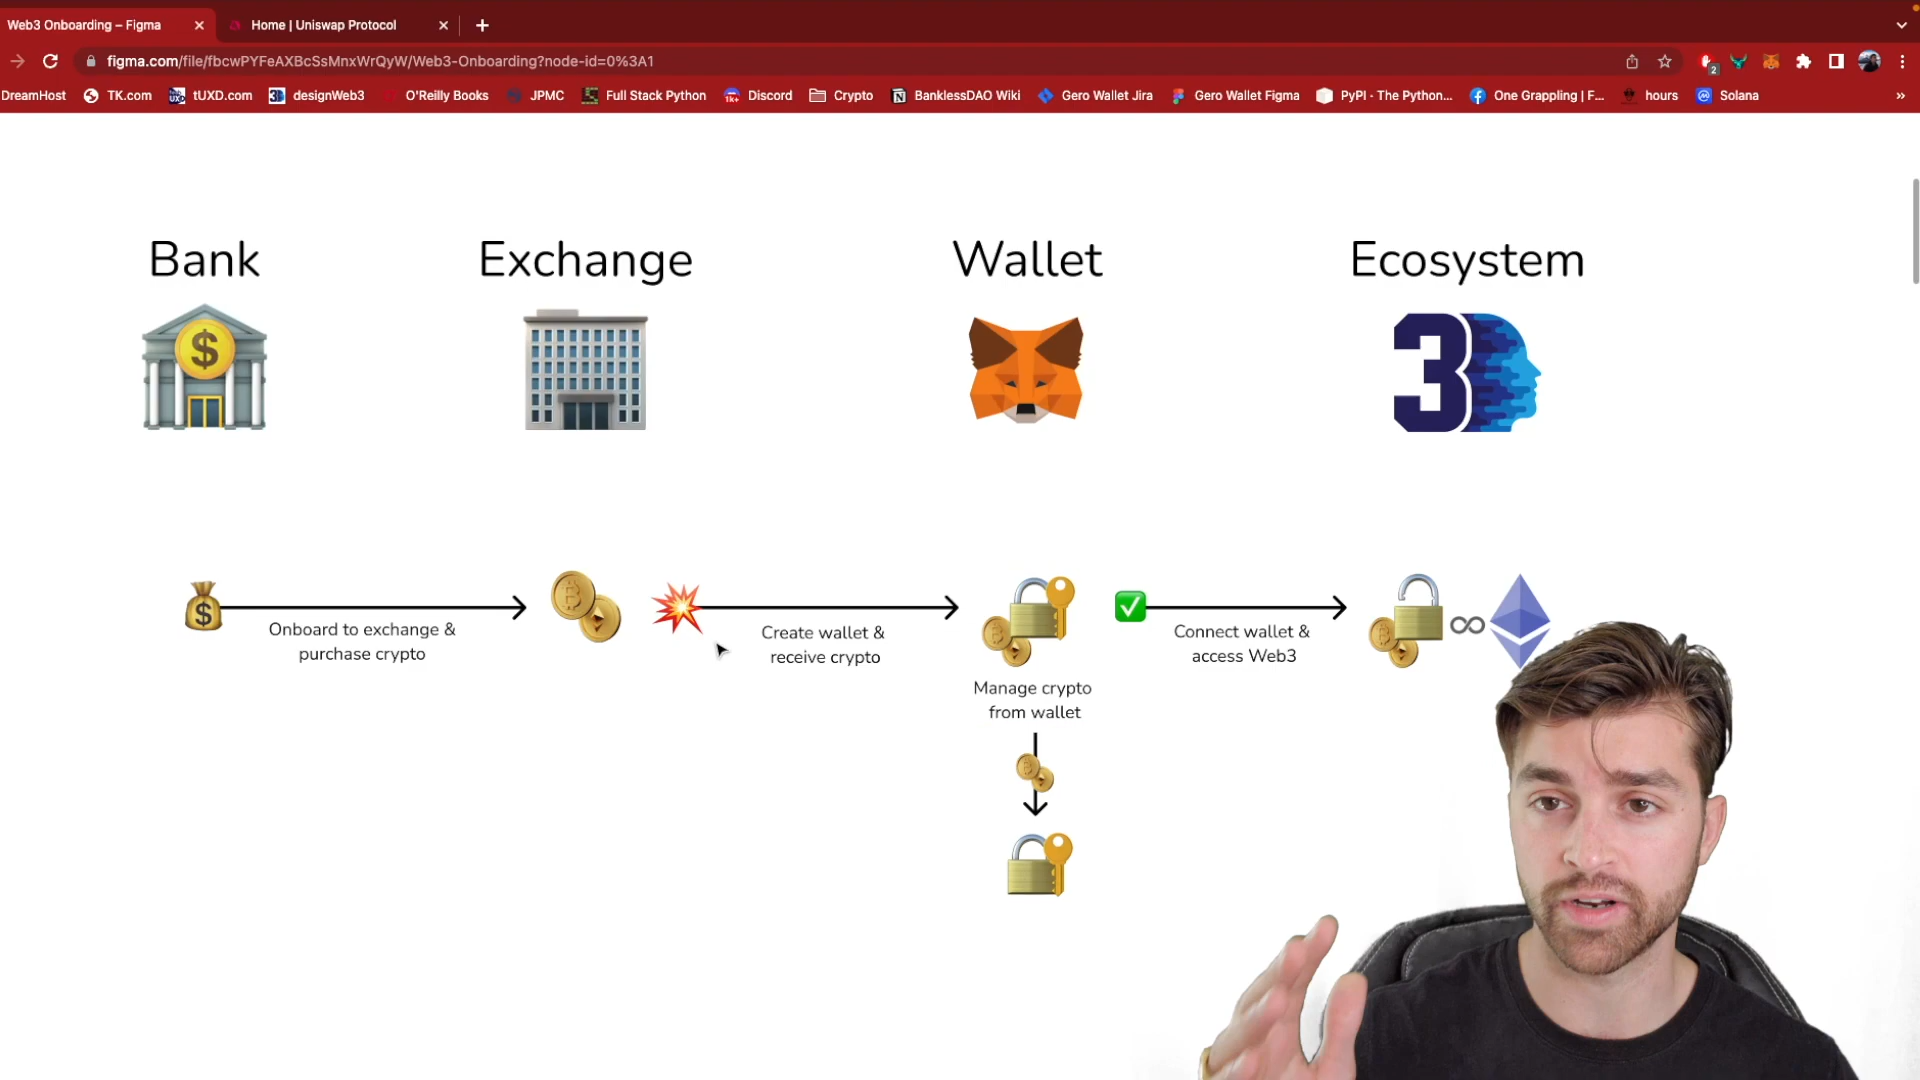 Web3 Onboarding – Figma
Home | Uniswap Protocol
figma.com/file/fbcwPYFeAXBcSsMnxWrQyW/Web3-Onboarding?node-id=0%3A1
2
DreamHost
TK.com
tUXD.com
designWeb3
O'Reilly Books
JPMC
Full Stack Python
1k+
Discord
Crypto
BanklessDAO Wiki
Gero Wallet Jira
Gero Wallet Figma
PyPI · The Python...
One Grappling | F...
hours
Solana
»
Bank
Exchange
Wallet
Ecosystem
$
3
$
Onboard to exchange &
purchase crypto
Create wallet &
receive crypto
Connect wallet &
access Web3
Manage crypto
from wallet